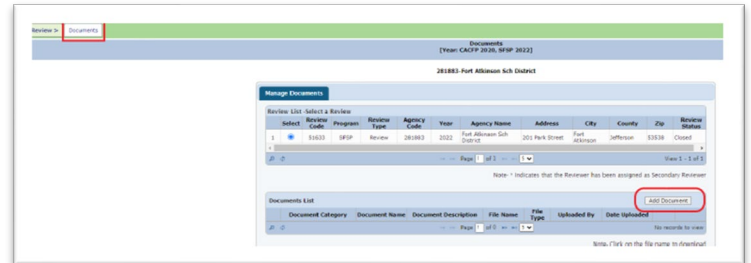 Review > Documents
Documents
[Year: CACFP 2020, SFSP 2022]
281883-Fort Atkinson Sch District
Manage Documents
Review List -Select a Review
Select Review Code Program Review Type Agency Code Year Agency Name Address City County Zip Review Status
1 51633 SFSP Review 281883 2022 Fort Atkinson Sch District 201 Park Street Fort Atkinson Jefferson 53538 Closed
Page 1 of 1 5 View 1 - 1 of 1
Note- * indicates that the Reviewer has been assigned as Secondary Reviewer
Documents List
Add Document
Document Category Document Name Document Description File Name File Type Uploaded By Date Uploaded
Page 1 of 0 5 No records to view
Note- Click on the file name to download